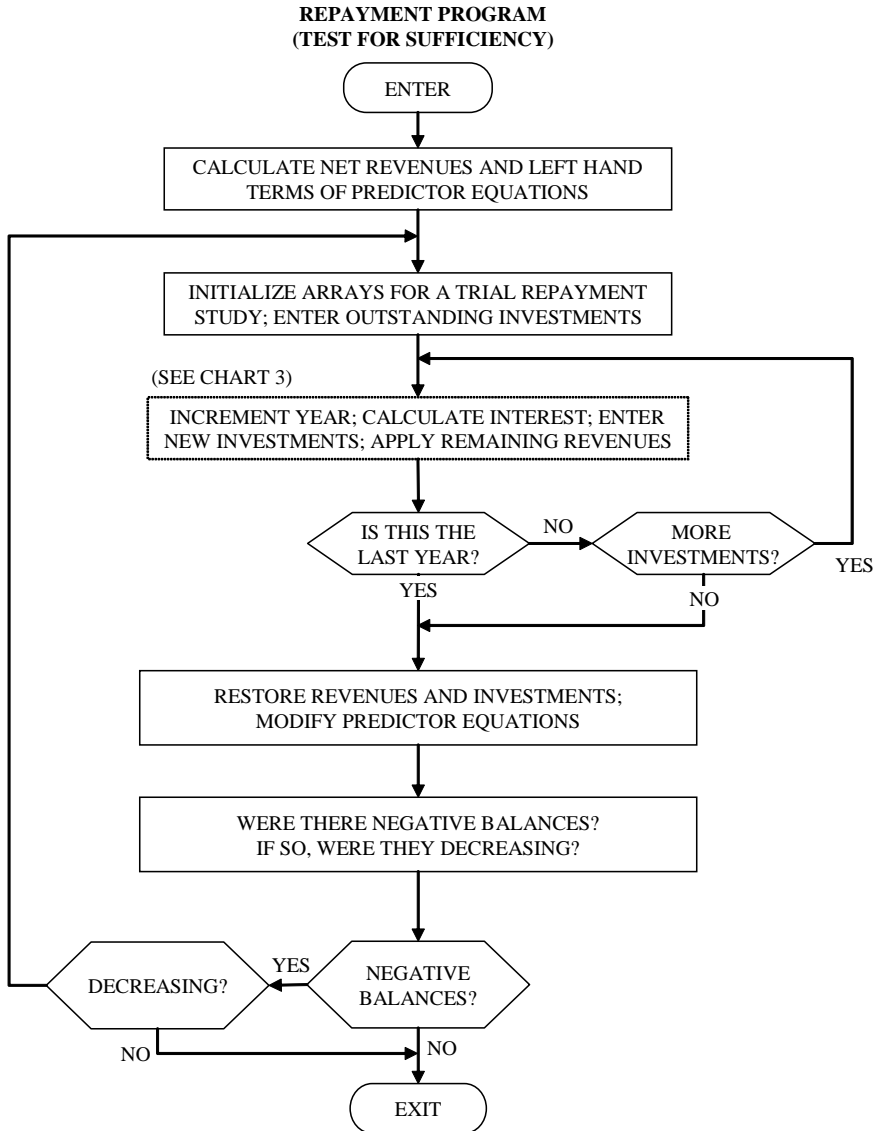 REPAYMENT PROGRAM
(TEST FOR SUFFICIENCY)
ENTER
CALCULATE NET REVENUES AND LEFT HAND
TERMS OF PREDICTOR EQUATIONS
INITIALIZE ARRAYS FOR A TRIAL REPAYMENT
STUDY; ENTER OUTSTANDING INVESTMENTS
(SEE CHART 3)
INCREMENT YEAR; CALCULATE INTEREST; ENTER
NEW INVESTMENTS; APPLY REMAINING REVENUES
IS THIS THE
LAST YEAR?
NO
MORE
INVESTMENTS?
YES
YES
NO
RESTORE REVENUES AND INVESTMENTS;
MODIFY PREDICTOR EQUATIONS
WERE THERE NEGATIVE BALANCES?
IF SO, WERE THEY DECREASING?
DECREASING?
YES
NEGATIVE
BALANCES?
NO
NO
EXIT